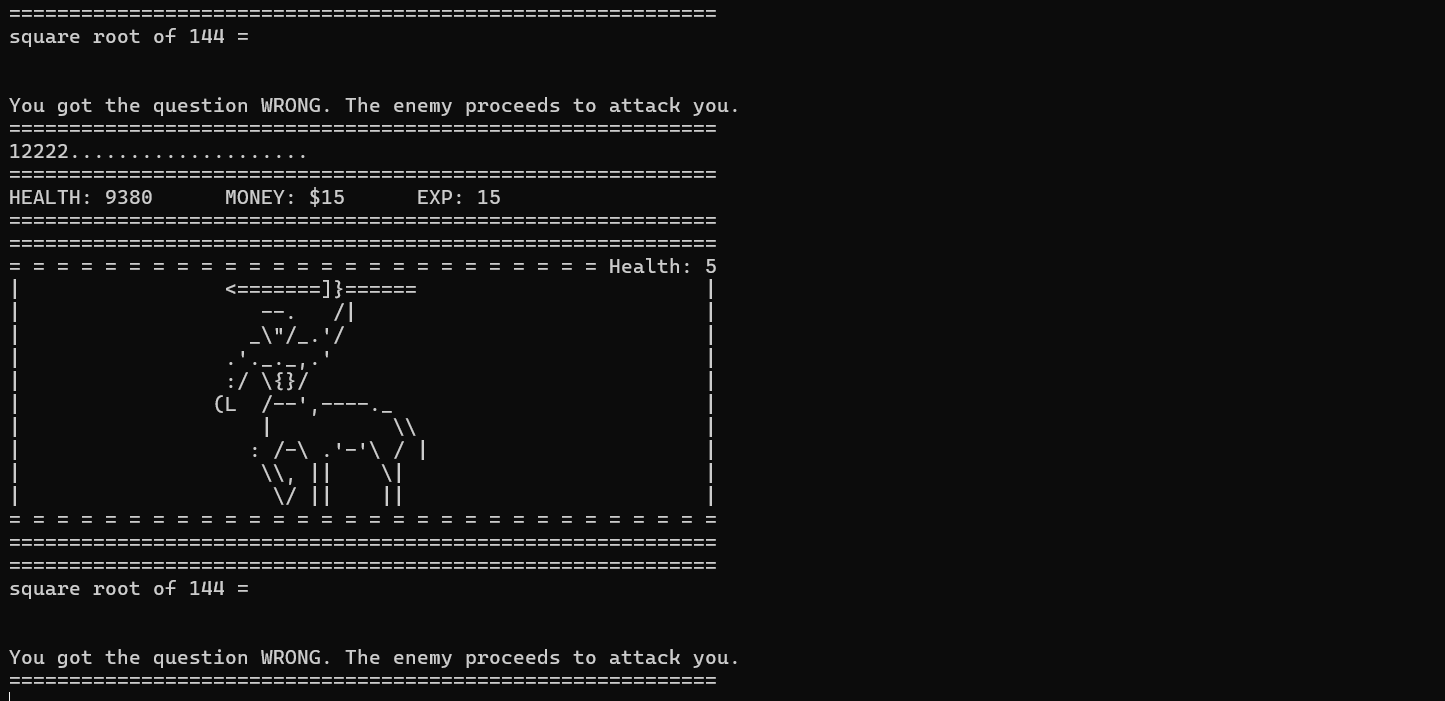 ===========================================================
square root of 144 =
You got the question WRONG. The enemy proceeds to attack you.
===========================================================
12222....................
===========================================================
HEALTH: 9380      MONEY: $15      EXP: 15
===========================================================
===========================================================
= = = = = = = = = = = = = = = = = = = = = = = = = Health: 5
|                 <=======]}======                        |
|                    --.   /|                             |
|                   _\"/_.'/                              |
|                 .'._._,.'                               |
|                 :/ \{}/                                 |
|                (L  /--',----._                          |
|                    |          \\                        |
|                   : /-\ .'-'\ / |                       |
|                    \\, ||    \|                         |
|                     \/ ||    ||                         |
= = = = = = = = = = = = = = = = = = = = = = = = = = = = = =
===========================================================
===========================================================
square root of 144 =
You got the question WRONG. The enemy proceeds to attack you.
===========================================================